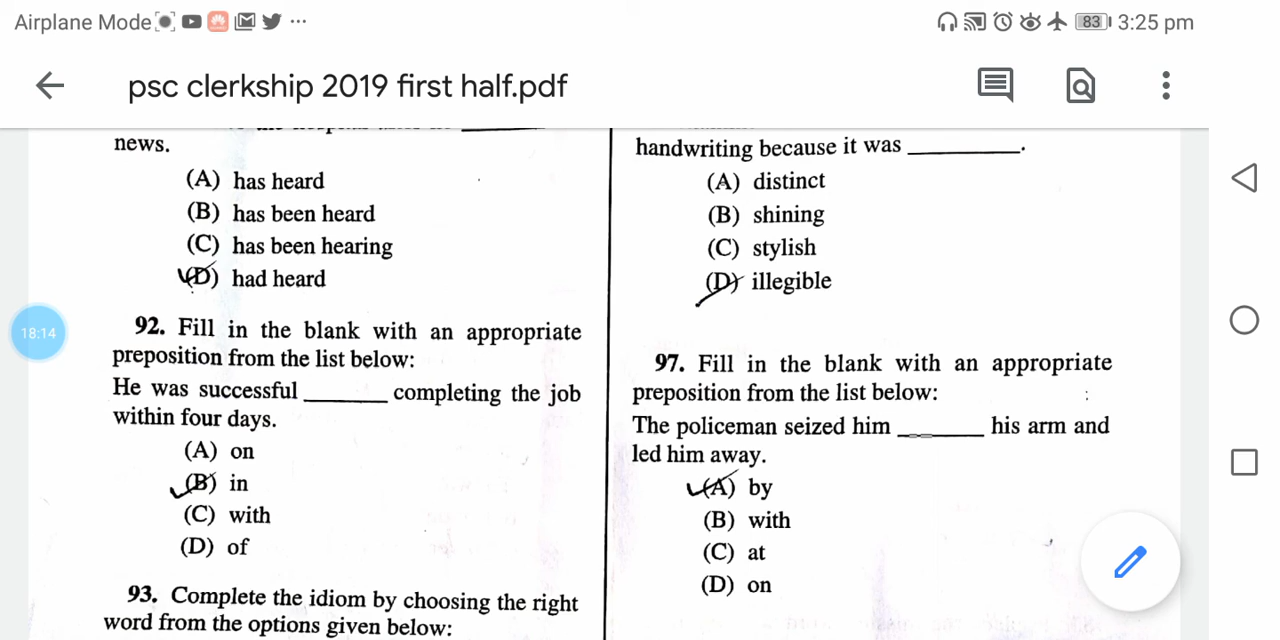 Airplane Mode ... 83 3:25 pm
psc clerkship 2019 first half.pdf
news.
(A) has heard
(B) has been heard
(C) has been hearing
(D) had heard
92. Fill in the blank with an appropriate
preposition from the list below:
He was successful ________ completing the job
within four days.
(A) on
(B) in
(C) with
(D) of
93. Complete the idiom by choosing the right
word from the options given below:
handwriting because it was ___________.
(A) distinct
(B) shining
(C) stylish
(D) illegible
97. Fill in the blank with an appropriate
preposition from the list below:
The policeman seized him ________ his arm and
led him away.
(A) by
(B) with
(C) at
(D) on
18:14